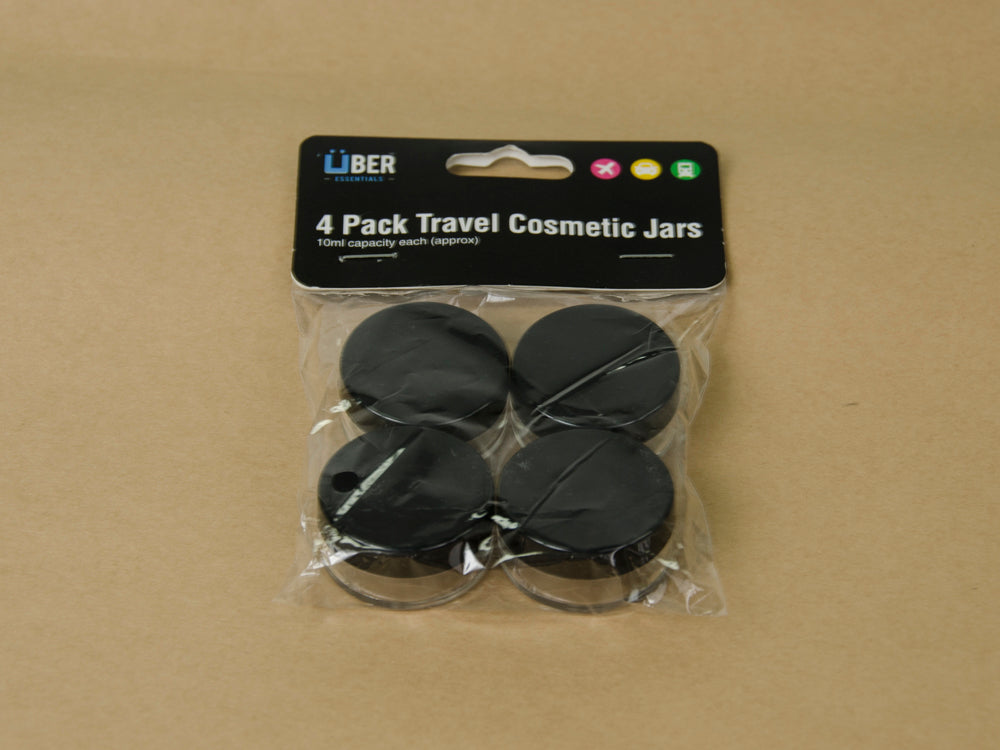 ÜBER
ESSENTIALS
4 Pack Travel Cosmetic Jars
10ml capacity each (approx)